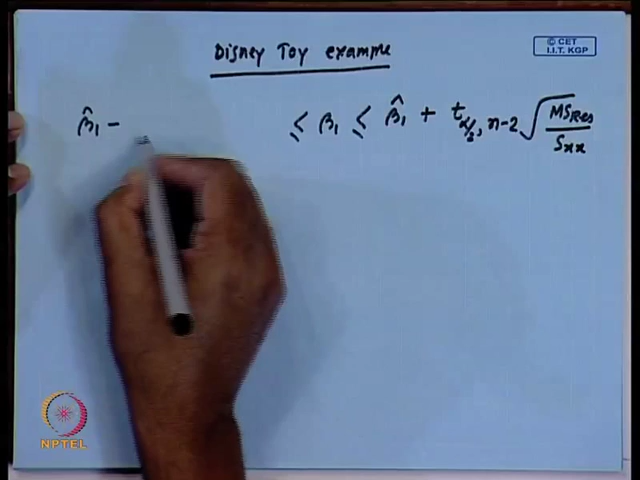 Disney Toy example
© CET
I.I.T. KGP
β̂₁ − ≤ β₁ ≤ β̂₁ + t_{α/2, n-2} √(MS_Res / S_xx)
NPTEL